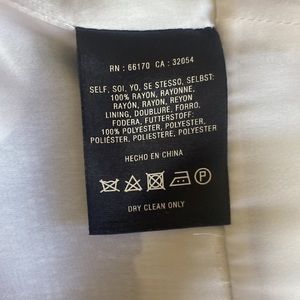 RN : 66170 CA : 32054
SELF, SOI, YO, SE STESSO, SELBST:
100% RAYON, RAYONNE,
RAYÓN, RAYON, REYON
LINING, DOUBLURE, FORRO,
FODERA, FUTTERSTOFF:
100% POLYESTER, POLYESTER,
POLIÉSTER, POLIESTERE, POLYESTER
HECHO EN CHINA
P
DRY CLEAN ONLY